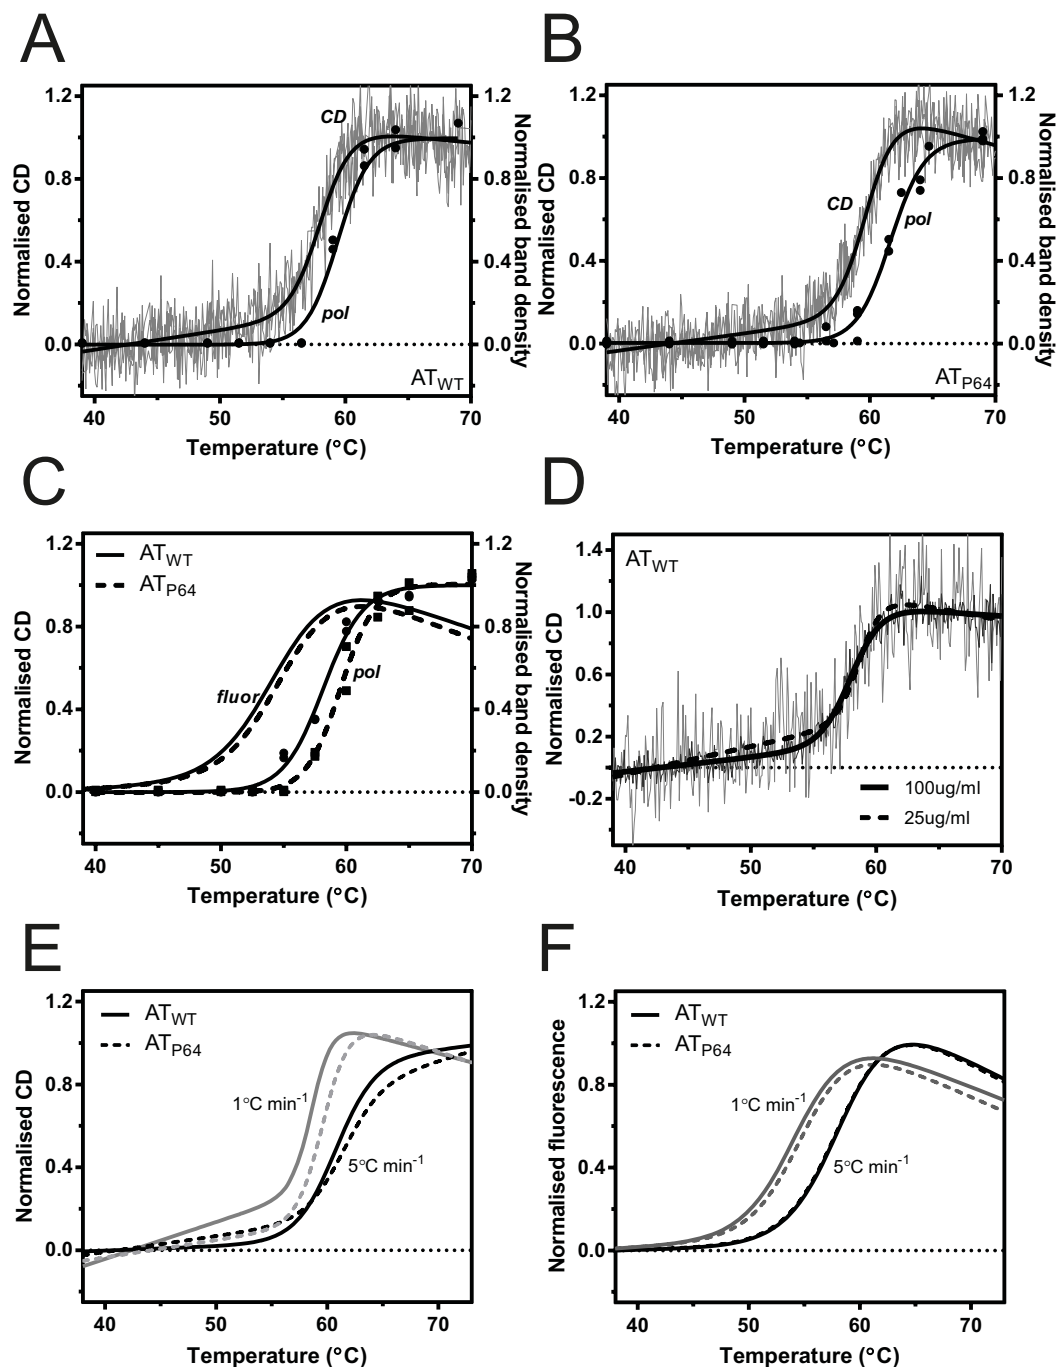 A
1.2
0.8
0.4
0.0
Normalised CD
1.2
0.8
0.4
0.0
Normalised band density
CD
pol
AT_WT
40 50 60 70
Temperature (°C)
B
1.2
0.8
0.4
0.0
Normalised CD
1.2
0.8
0.4
0.0
Normalised band density
CD
pol
AT_P64
40 50 60 70
Temperature (°C)
C
1.2
0.8
0.4
0.0
Normalised CD
1.2
0.8
0.4
0.0
Normalised band density
AT_WT
AT_P64
fluor
pol
40 50 60 70
Temperature (°C)
D
1.4
1.0
0.6
0.2
-0.2
Normalised CD
AT_WT
100ug/ml
25ug/ml
40 50 60 70
Temperature (°C)
E
1.2
0.8
0.4
0.0
Normalised CD
AT_WT
AT_P64
1°C min⁻¹
5°C min⁻¹
40 50 60 70
Temperature (°C)
F
1.2
0.8
0.4
0.0
Normalised fluorescence
AT_WT
AT_P64
1°C min⁻¹
5°C min⁻¹
40 50 60 70
Temperature (°C)